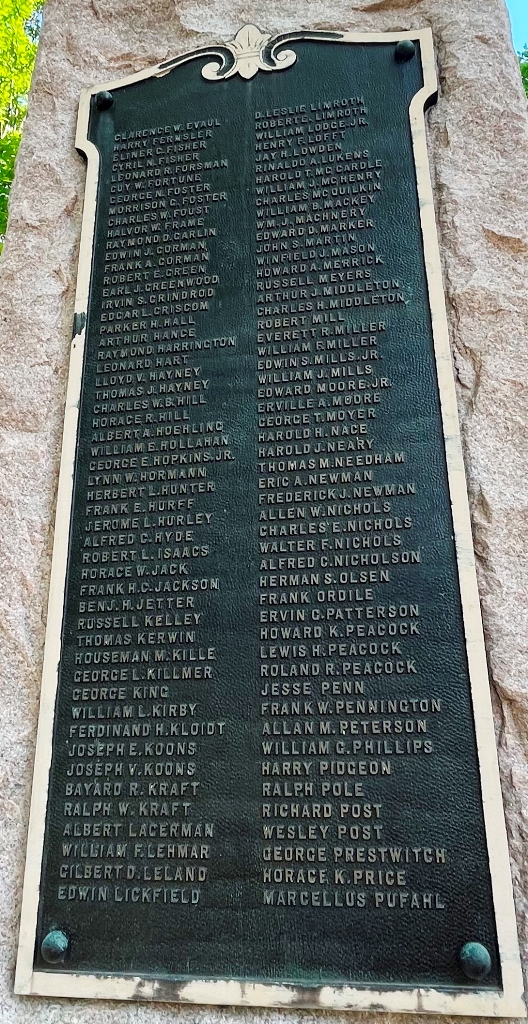 CLARENCE W. EVAUL
HARRY FERNSLER
ELINER C. FISHER
CYRIL N. FISHER
LEONARD R. FORSMAN
GUY W. FORTUNE
GEORGE N. FOSTER
MORRISON C. FOSTER
CHARLES W. FOUST
HALVOR W. FRAME
RAYMOND D. GARLIN
EDWIN J. GORMAN
FRANK A. GORMAN
ROBERT E. GREEN
EARL J. GREENWOOD
IRVIN S. GRINDROD
EDGAR L. GRISCOM
PARKER H. HALL
ARTHUR HANCE
RAYMOND HARRINGTON
LEONARD HART
LLOYD V. HAYNEY
THOMAS J. HAYNEY
CHARLES W. B. HILL
HORACE R. HILL
ALBERT A. HOEHLING
WILLIAM E. HOLLAHAN
GEORGE E. HOPKINS, JR.
LYNN W. HORMANN
HERBERT L. HUNTER
FRANK E. HURFF
JEROME L. HURLEY
ALFRED C. HYDE
ROBERT L. ISAACS
HORACE W. JACK
FRANK H. C. JACKSON
BENJ. H. JETTER
RUSSELL KELLEY
THOMAS KERWIN
HOUSEMAN M. KILLE
GEORGE L. KILLMER
GEORGE KING
WILLIAM L. KIRBY
FERDINAND H. KLOIDT
JOSEPH E. KOONS
JOSEPH V. KOONS
BAYARD R. KRAFT
RALPH W. KRAFT
ALBERT LAGERMAN
WILLIAM F. LEHMAR
GILBERT D. LELAND
EDWIN LICKFIELD
D. LESLIE LIMROTH
ROBERT E. LIMROTH
WILLIAM LODGE, JR.
HENRY F. LOFFT
JAY H. LOWDEN
RINALDO A. LUKENS
HAROLD T. MC CARDLE
WILLIAM J. MCHENRY
CHARLES MCQUILKIN
WILLIAM B. MACKEY
WM. J. MACHNERY
EDWARD D. MARKER
JOHN S. MARTIN
WINFIELD J. MASON
HOWARD A. MERRICK
RUSSELL MEYERS
ARTHUR J. MIDDLETON
CHARLES H. MIDDLETON
ROBERT MILL
EVERETT R. MILLER
WILLIAM F. MILLER
EDWIN S. MILLS, JR.
WILLIAM J. MILLS
EDWARD MOORE, JR.
ERVILLE A. MOORE
GEORGE T. MOYER
HAROLD H. NACE
HAROLD J. NEARY
THOMAS M. NEEDHAM
ERIC A. NEWMAN
FREDERICK J. NEWMAN
ALLEN W. NICHOLS
CHARLES E. NICHOLS
WALTER F. NICHOLS
ALFRED C. NICHOLSON
HERMAN S. OLSEN
FRANK ORDILE
ERVIN G. PATTERSON
HOWARD K. PEACOCK
LEWIS H. PEACOCK
ROLAND R. PEACOCK
JESSE PENN
FRANK W. PENNINGTON
ALLAN M. PETERSON
WILLIAM G. PHILLIPS
HARRY PIDGEON
RALPH POLE
RICHARD POST
WESLEY POST
GEORGE PRESTWITCH
HORACE K. PRICE
MARCELLUS PUFAHL